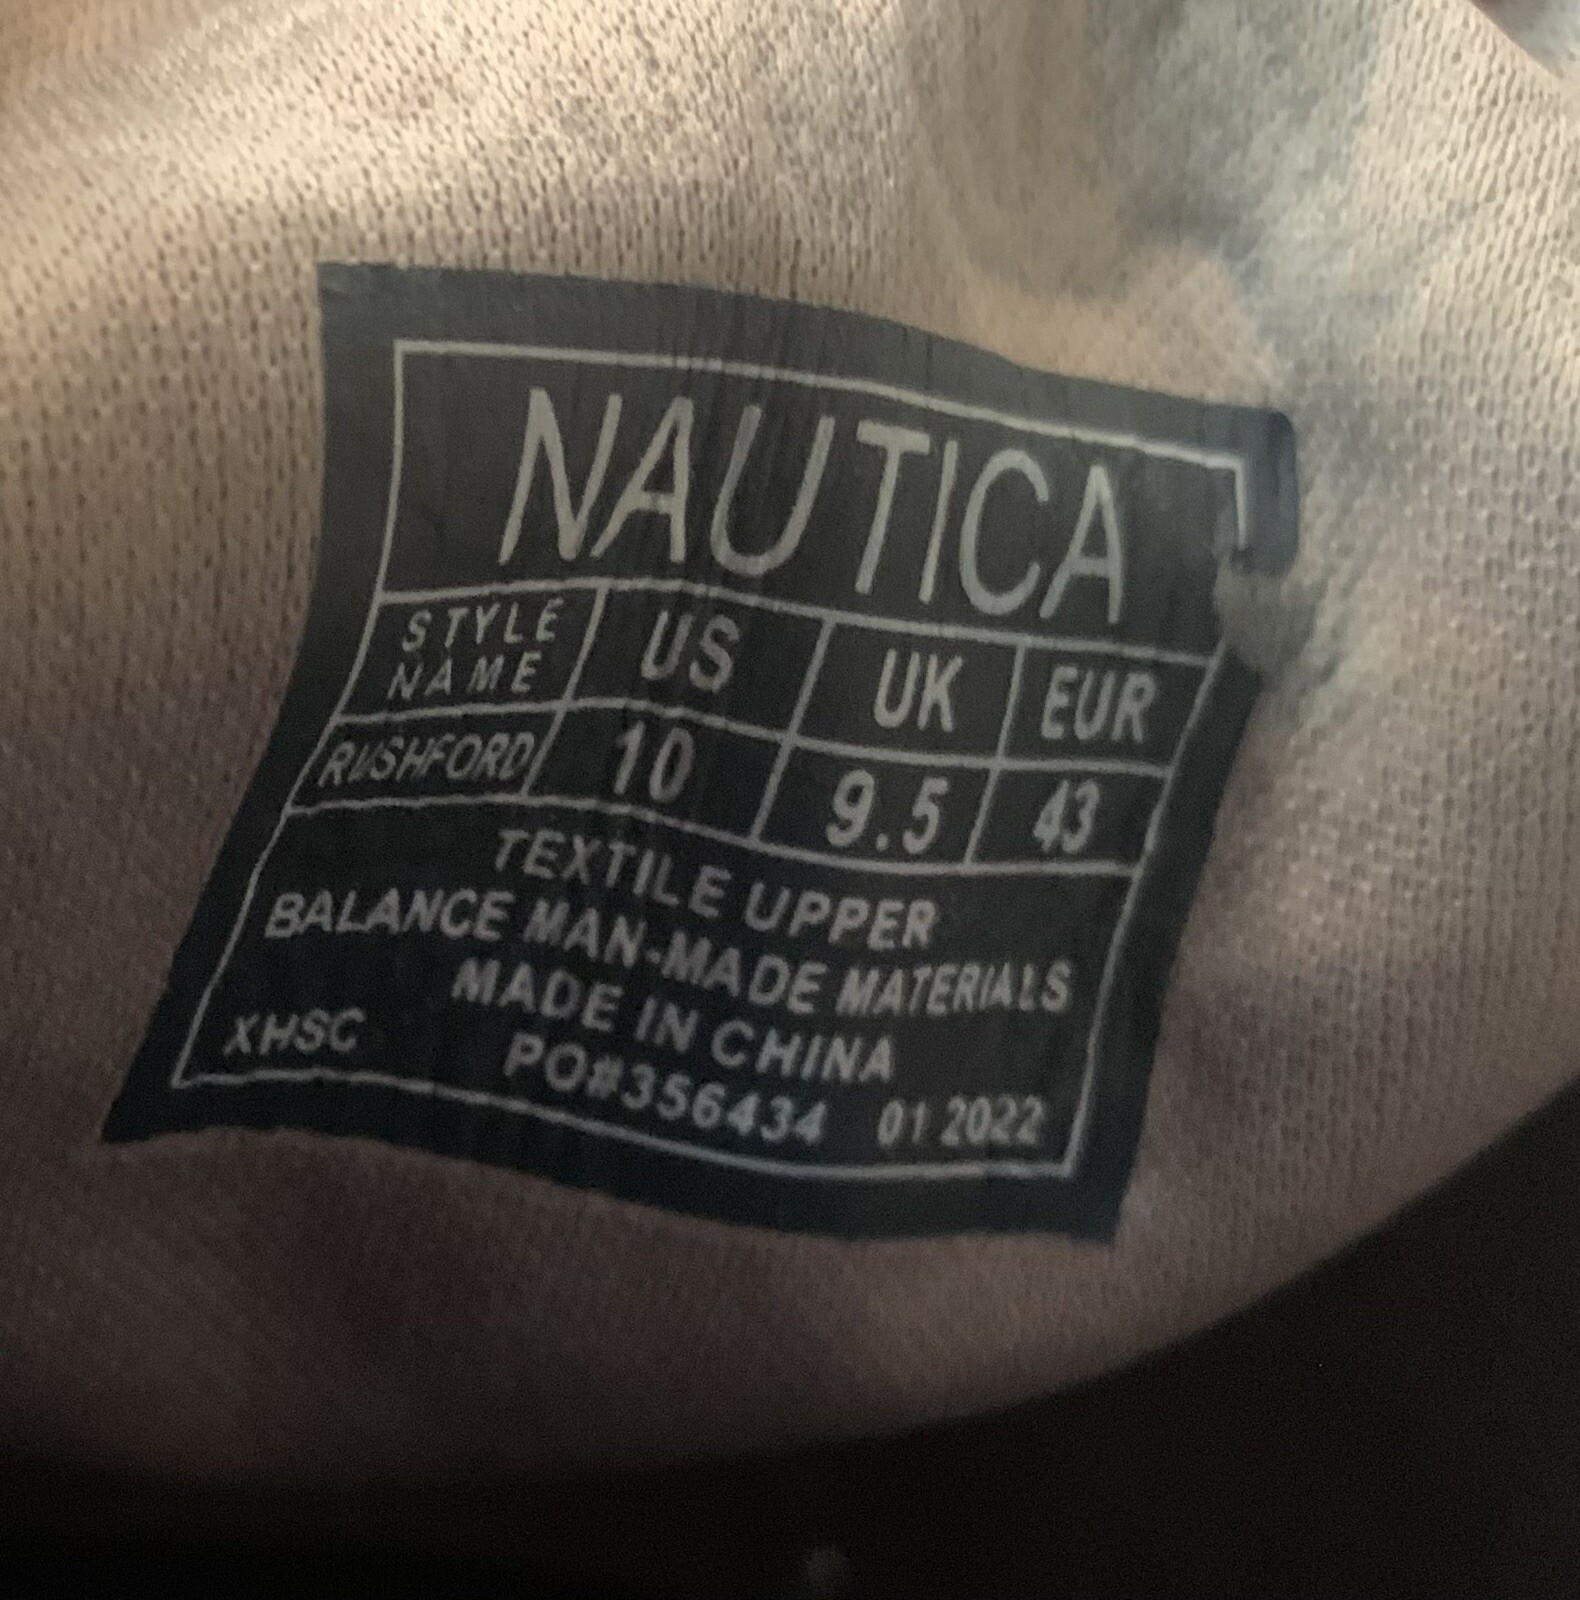 NAUTICA
STYLE NAME US UK EUR
RUSHFORD 10 9.5 43
TEXTILE UPPER
BALANCE MAN-MADE MATERIALS
MADE IN CHINA
XHSC PO#356434 01 2022